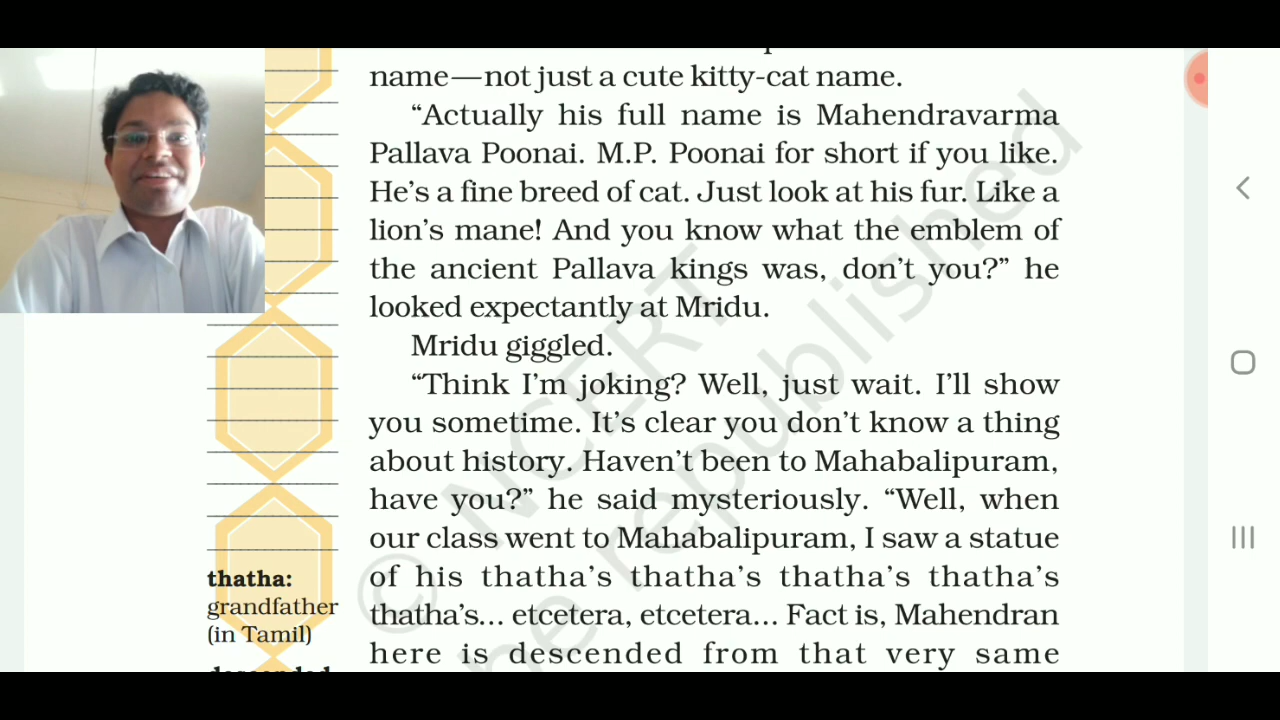 name—not just a cute kitty-cat name.
“Actually his full name is Mahendravarma
Pallava Poonai. M.P. Poonai for short if you like.
He’s a fine breed of cat. Just look at his fur. Like a
lion’s mane! And you know what the emblem of
the ancient Pallava kings was, don’t you?” he
looked expectantly at Mridu.
Mridu giggled.
“Think I’m joking? Well, just wait. I’ll show
you sometime. It’s clear you don’t know a thing
about history. Haven’t been to Mahabalipuram,
have you?” he said mysteriously. “Well, when
our class went to Mahabalipuram, I saw a statue
of his thatha’s thatha’s thatha’s thatha’s
thatha’s... etcetera, etcetera... Fact is, Mahendran
here is descended from that very same
thatha:
grandfather
(in Tamil)
© NCERT
be republished